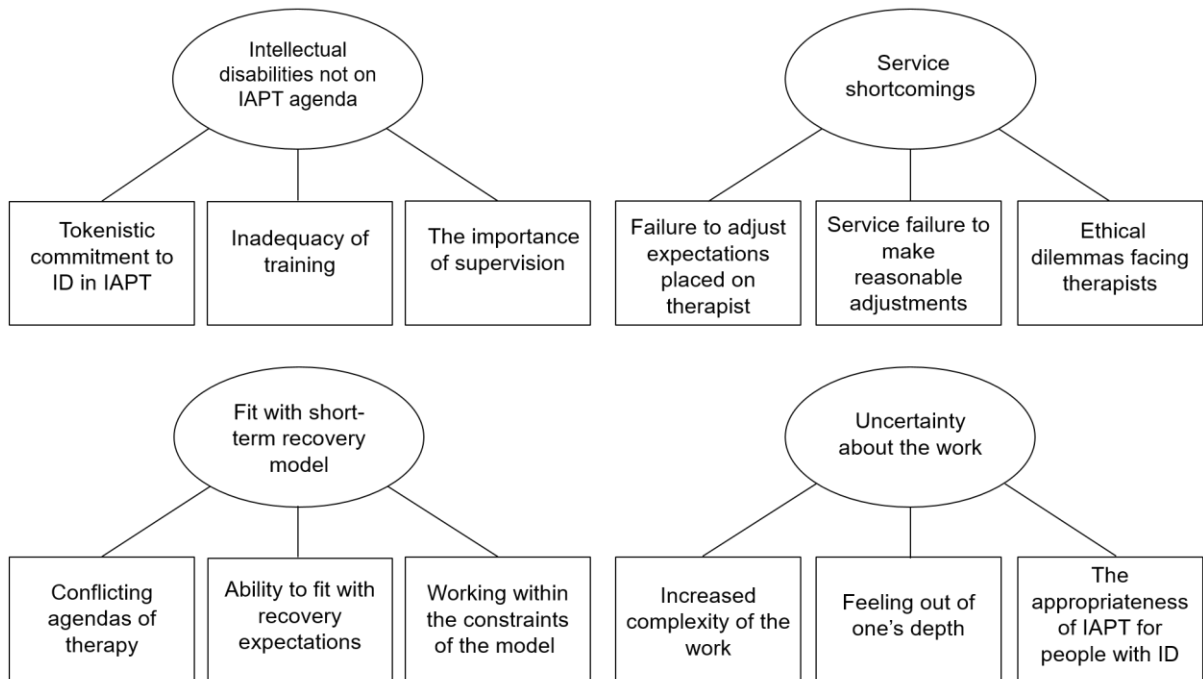 Intellectual
disabilities not on
IAPT agenda
Tokenistic
commitment to
ID in IAPT
Inadequacy of
training
The importance
of supervision
Service
shortcomings
Failure to adjust
expectations
placed on
therapist
Service failure to
make
reasonable
adjustments
Ethical
dilemmas facing
therapists
Fit with short-
term recovery
model
Conflicting
agendas of
therapy
Ability to fit with
recovery
expectations
Working within
the constraints
of the model
Uncertainty
about the work
Increased
complexity of the
work
Feeling out of
one’s depth
The
appropriateness
of IAPT for
people with ID